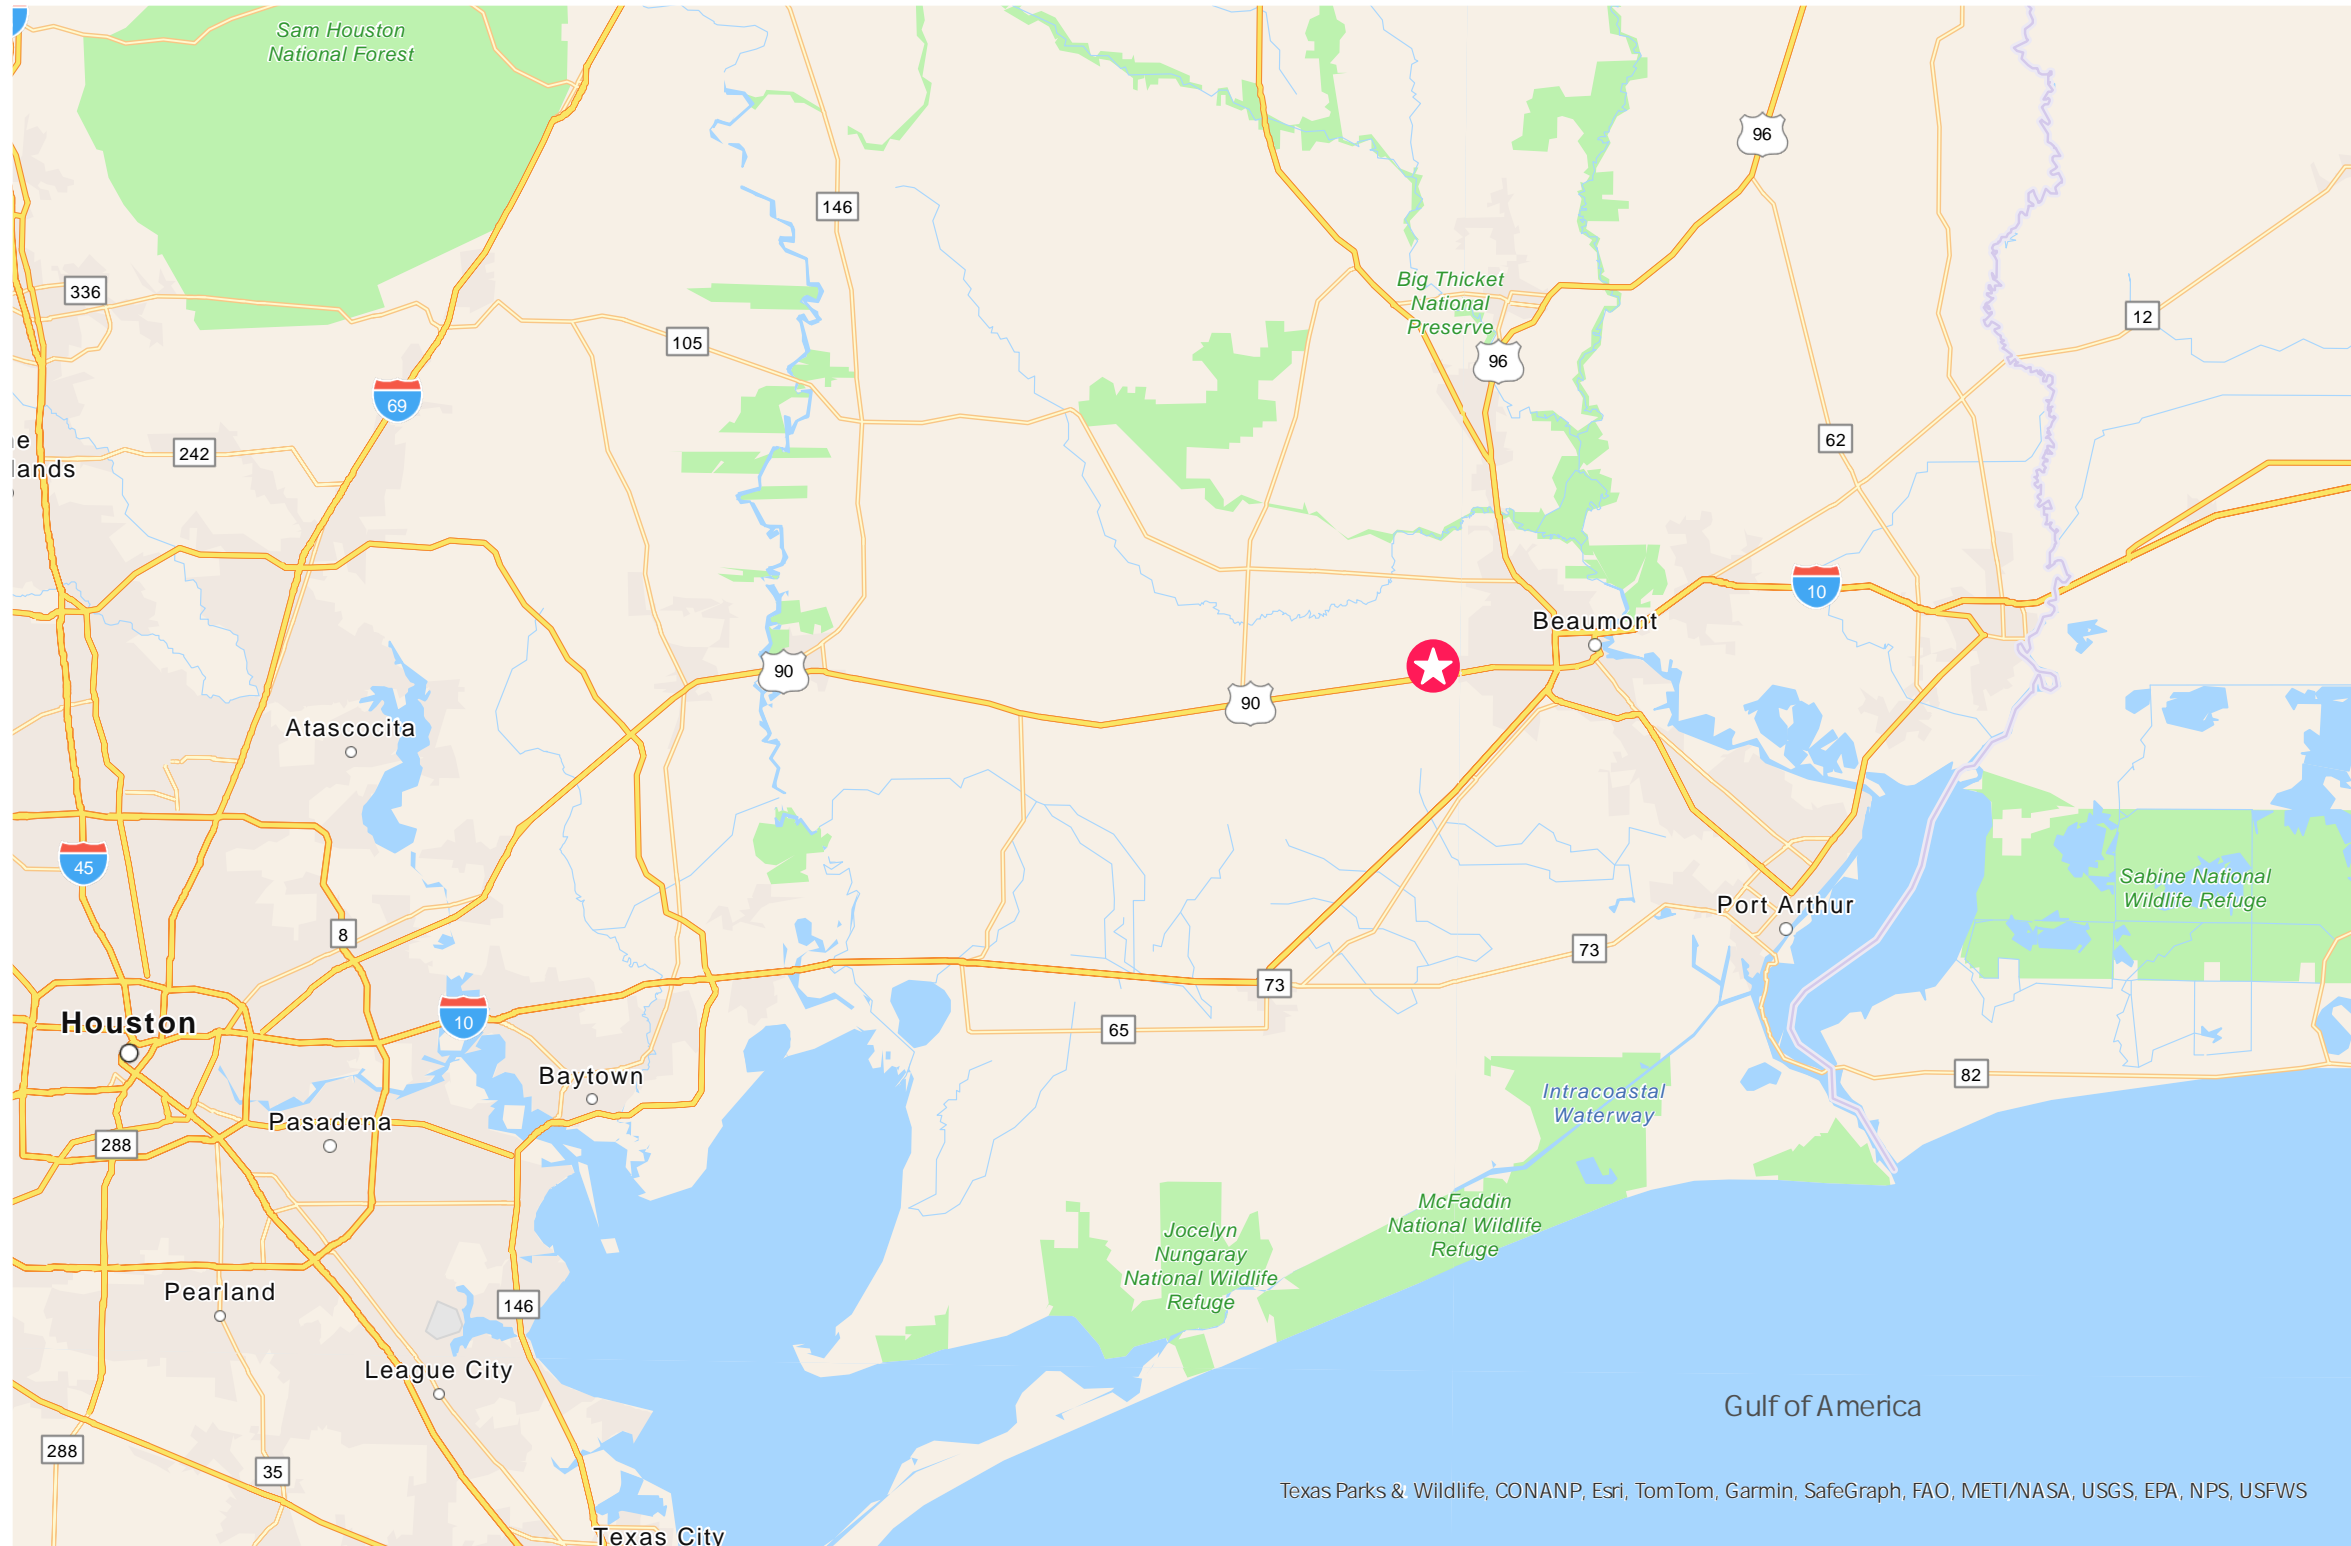 Sam Houston
National Forest
96
146
Big Thicket
National
Preserve
336
12
105
96
69
62
242
lands
10
Beaumont
90
90
Atascocita
45
Sabine National
Wildlife Refuge
Port Arthur
8
73
73
Houston
10
65
Baytown
82
Intracoastal
Waterway
Pasadena
288
McFaddin
National Wildlife
Refuge
Jocelyn
Nungaray
National Wildlife
Refuge
Pearland
146
League City
Gulf of America
288
35
Texas Parks & Wildlife, CONANP, Esri, TomTom, Garmin, SafeGraph, FAO, METI/NASA, USGS, EPA, NPS, USFWS
Texas City